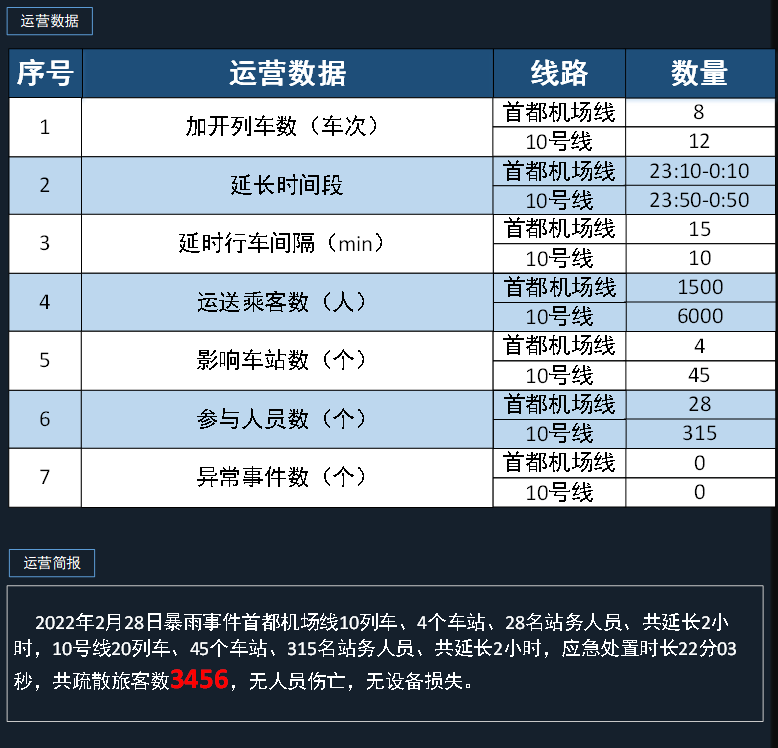 运营数据
序号 运营数据 线路 数量
1 加开列车数（车次） 首都机场线 8
10号线 12
2 延长时间段 首都机场线 23:10-0:10
10号线 23:50-0:50
3 延时行车间隔（min） 首都机场线 15
10号线 10
4 运送乘客数（人） 首都机场线 1500
10号线 6000
5 影响车站数（个） 首都机场线 4
10号线 45
6 参与人员数（个） 首都机场线 28
10号线 315
7 异常事件数（个） 首都机场线 0
10号线 0
运营简报
2022年2月28日暴雨事件首都机场线10列车、4个车站、28名站务人员、共延长2小
时，10号线20列车、45个车站、315名站务人员、共延长2小时，应急处置时长22分03
秒，共疏散旅客数3456，无人员伤亡，无设备损失。